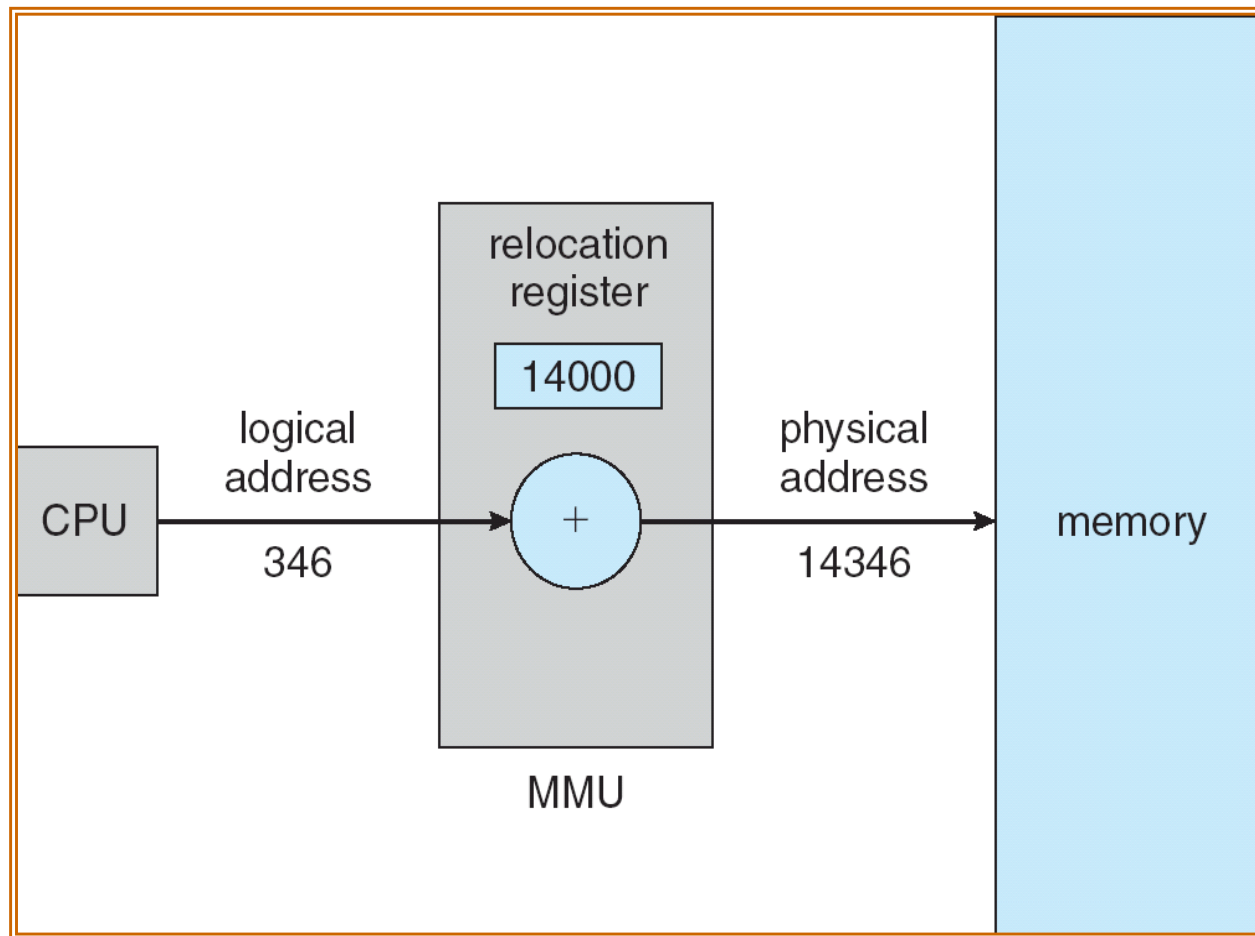 relocation
register
14000
logical
address
346
physical
address
14346
CPU
+
memory
MMU